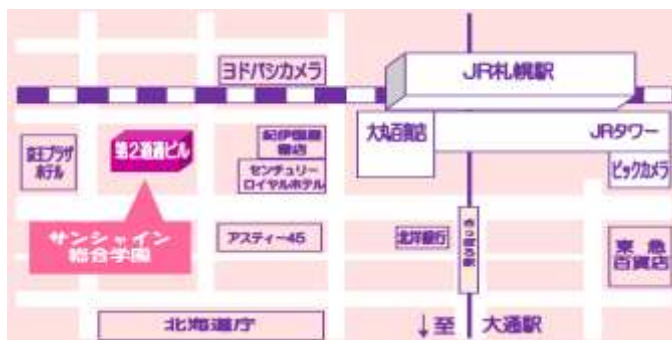 ヨドバシカメラ
JR札幌駅
大丸百貨店
JRタワー
ビックカメラ
京王プラザ
ホテル
第2道通ビル
紀伊國屋
書店
センチュリー
ロイヤルホテル
サンシャイン
総合学園
アスティー45
北洋銀行
さっぽろ駅
東急
百貨店
北海道庁
↓至 大通駅